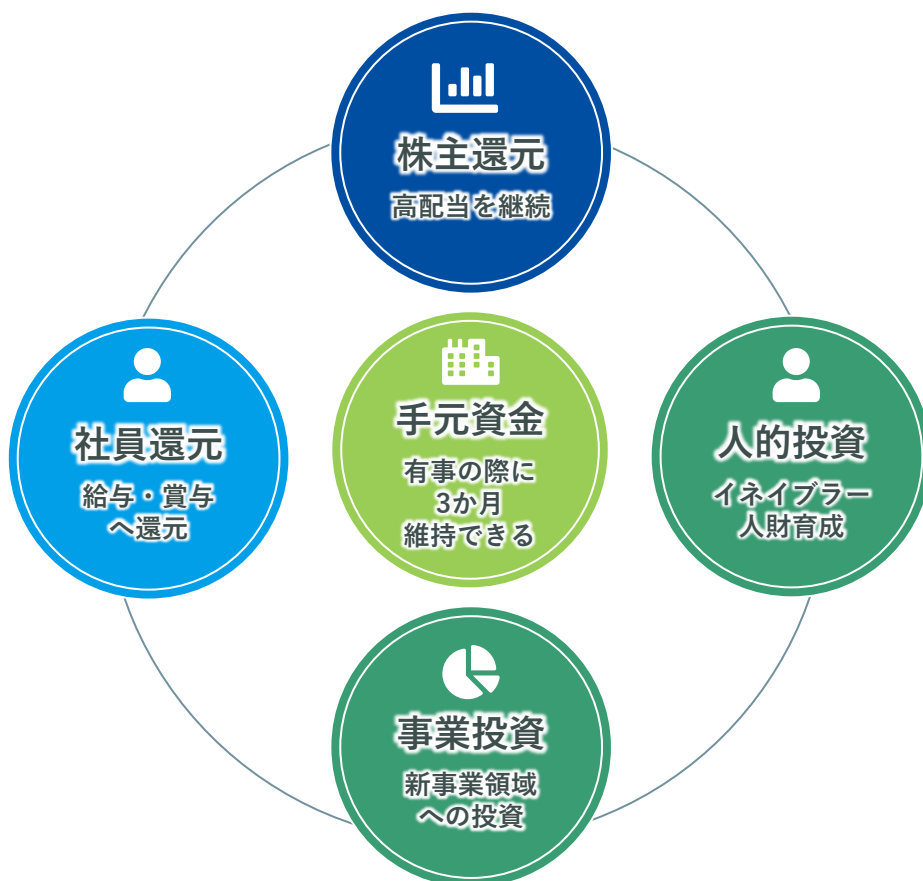 株主還元
高配当を継続
社員還元
給与・賞与
へ還元
手元資金
有事の際に
3か月
維持できる
人的投資
イネイブラー
人財育成
事業投資
新事業領域
への投資